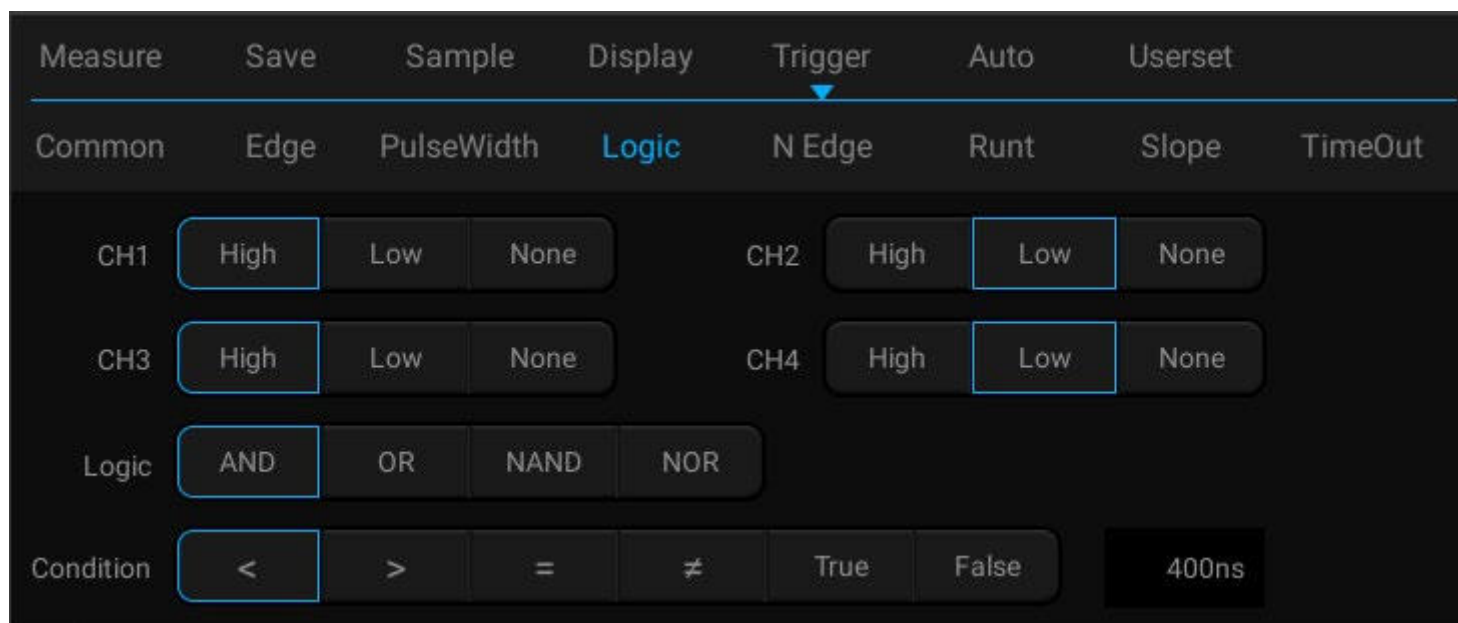 Measure Save Sample Display Trigger Auto Userset
Common Edge PulseWidth Logic N Edge Runt Slope TimeOut
CH1 High Low None CH2 High Low None
CH3 High Low None CH4 High Low None
Logic AND OR NAND NOR
Condition < > = ≠ True False 400ns